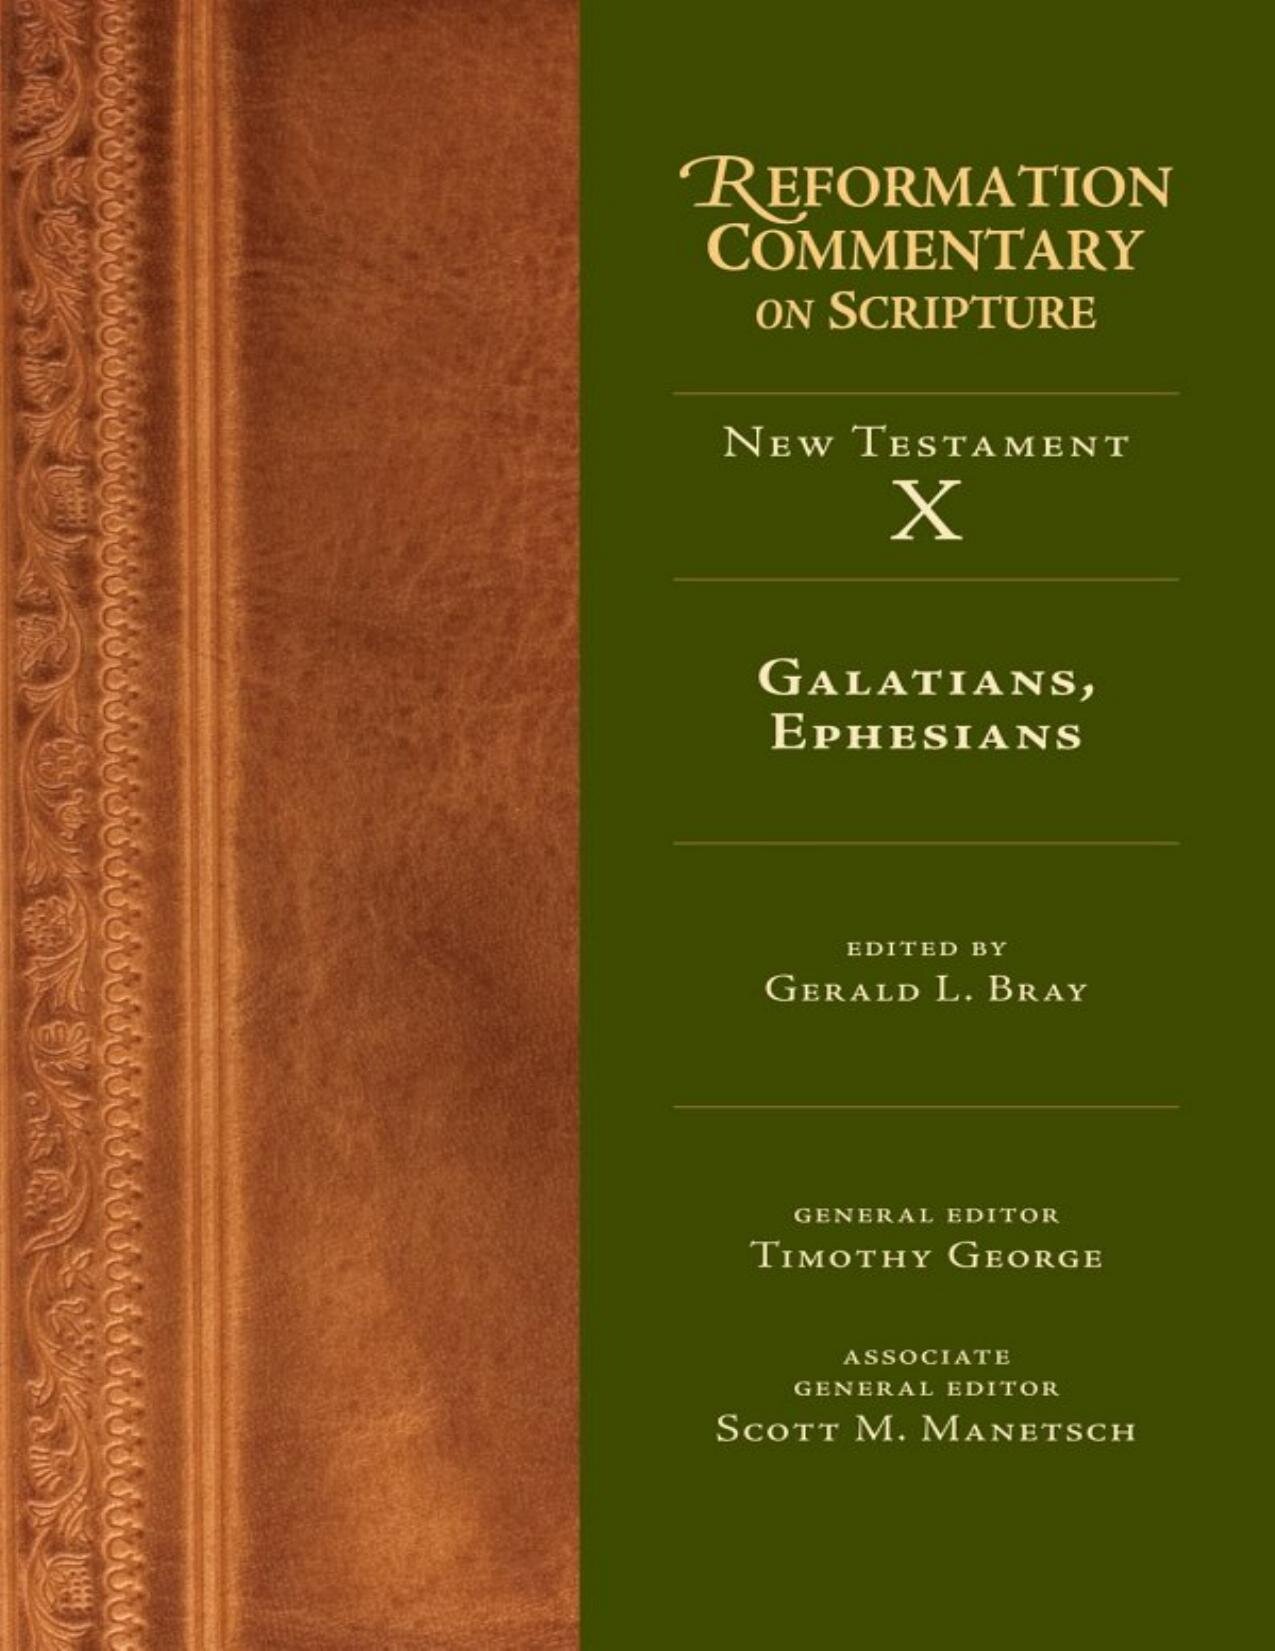 REFORMATION
COMMENTARY
ON SCRIPTURE
NEW TESTAMENT
X
GALATIANS,
EPHESIANS
EDITED BY
GERALD L. BRAY
GENERAL EDITOR
TIMOTHY GEORGE
ASSOCIATE
GENERAL EDITOR
SCOTT M. MANETSCH